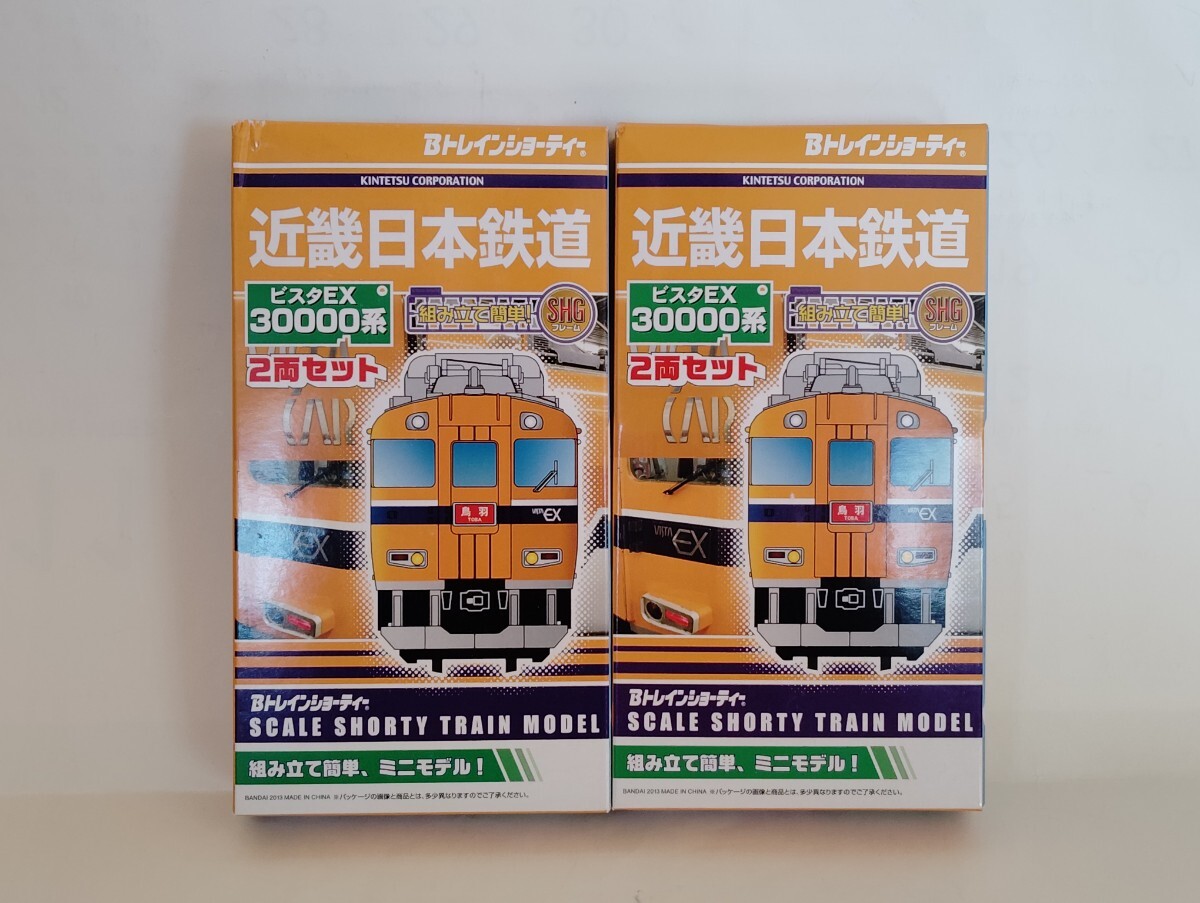 Bトレインショーティー®
KINTETSU CORPORATION
近畿日本鉄道
ビスタEX
30000系
組み立て簡単!
SHG
フレーム
2両セット
鳥羽
TOBA
VISTA EX
EX
Bトレインショーティー®
SCALE SHORTY TRAIN MODEL
組み立て簡単、ミニモデル!
BANDAI 2013 MADE IN CHINA ※パッケージの画像と商品とは、多少異なりますのでご了承ください。
Bトレインショーティー®
KINTETSU CORPORATION
近畿日本鉄道
ビスタEX
30000系
組み立て簡単!
SHG
フレーム
2両セット
鳥羽
TOBA
VISTA EX
VISTA EX
Bトレインショーティー®
SCALE SHORTY TRAIN MODEL
組み立て簡単、ミニモデル!
BANDAI 2013 MADE IN CHINA ※パッケージの画像と商品とは、多少異なりますのでご了承ください。